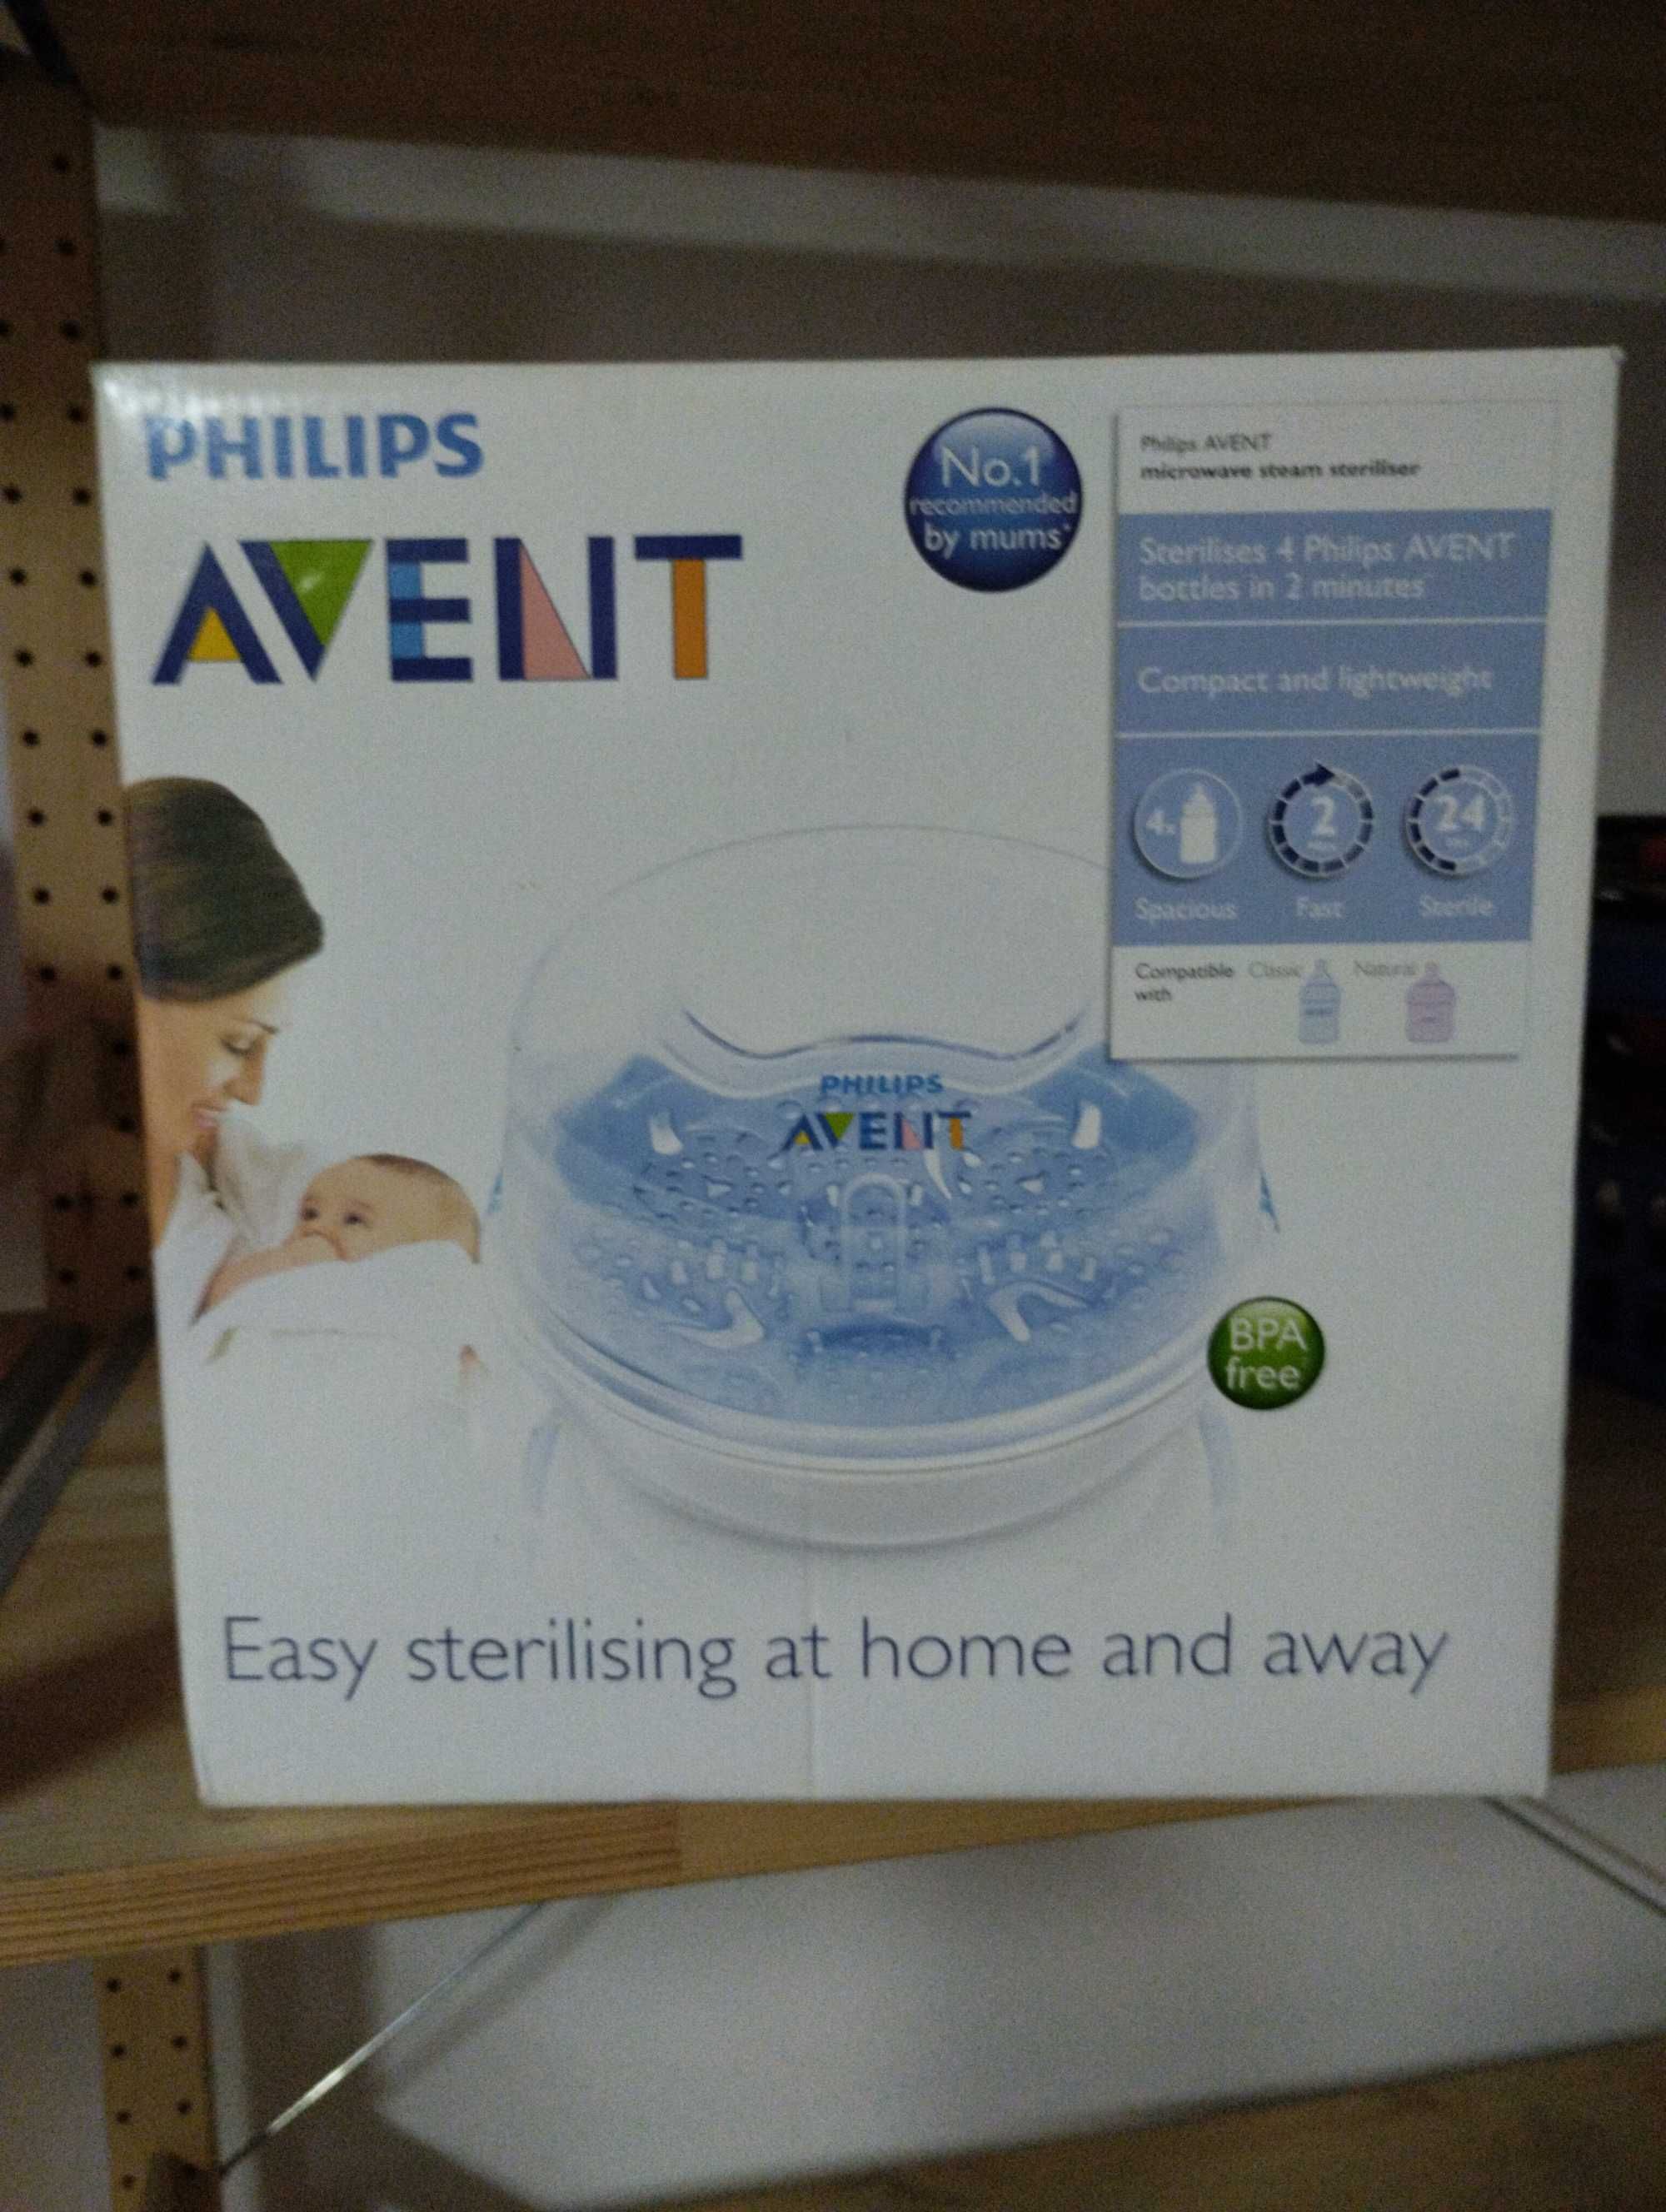 PHILIPS
AVENT
No.1
recommended
by mums*
Philips AVENT
microwave steam steriliser
Sterilises 4 Philips AVENT
bottles in 2 minutes
Compact and lightweight
4x
2
24
Spacious
Fast
Sterile
Compatible
with
Classic
Natural
PHILIPS
AVENT
BPA
free
Easy sterilising at home and away